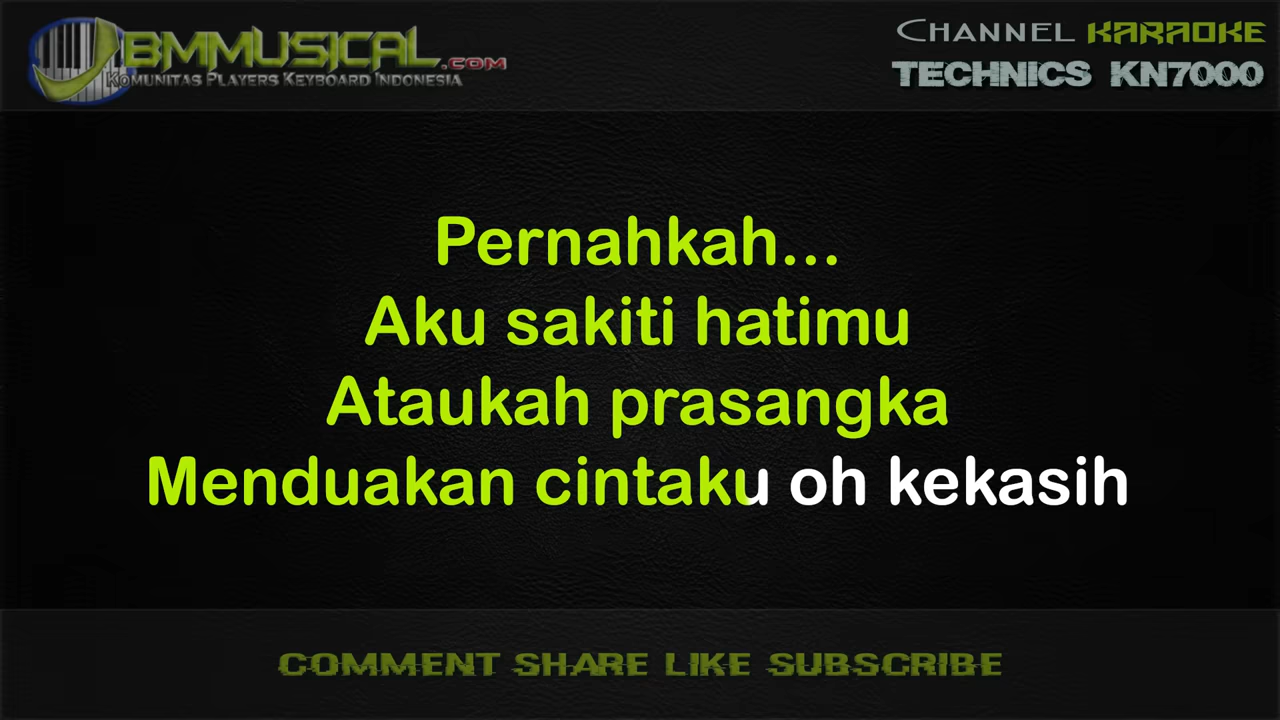 BMMUSICAL.COM
KOMUNITAS PLAYERS KEYBOARD INDONESIA
CHANNEL KARAOKE
TECHNICS KN7000
Pernahkah...
Aku sakiti hatimu
Ataukah prasangka
Menduakan cintaku oh kekasih
COMMENT SHARE LIKE SUBSCRIBE